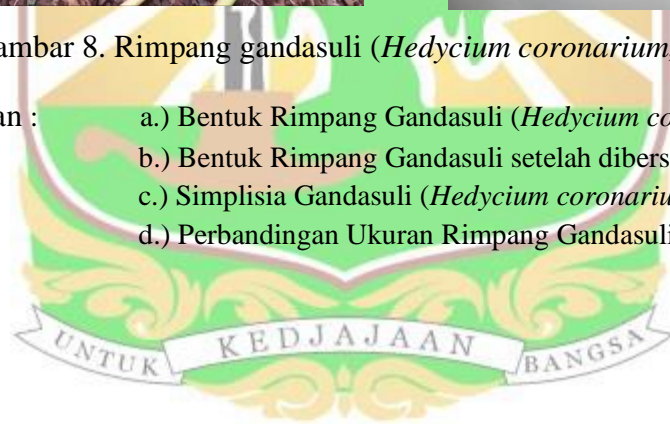 ambar 8. Rimpang gandasuli (Hedycium coronarium,
an : a.) Bentuk Rimpang Gandasuli (Hedycium co
b.) Bentuk Rimpang Gandasuli setelah dibers
c.) Simplisia Gandasuli (Hedycium coronariu
d.) Perbandingan Ukuran Rimpang Gandasuli
UNTUK KEDJAJAAN BANGSA